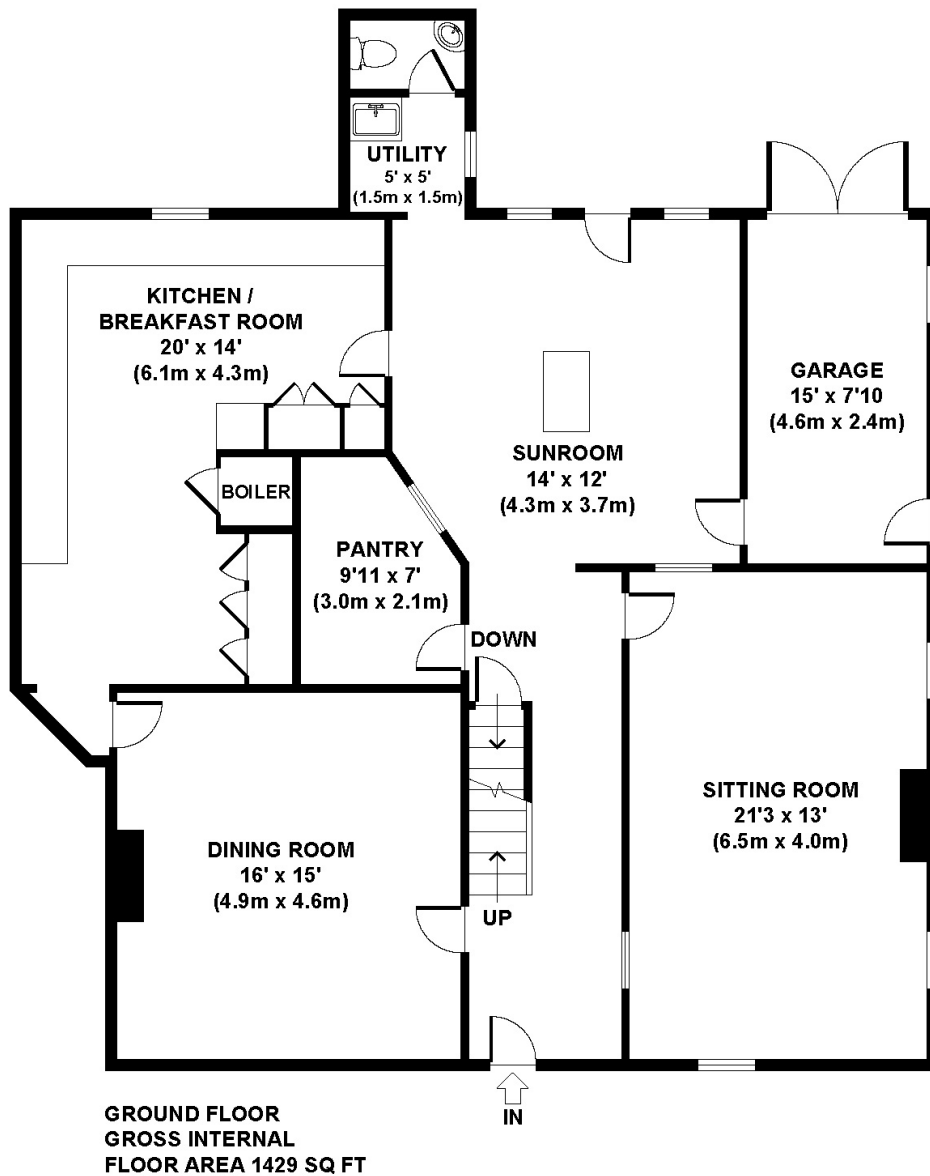 UTILITY
5' x 5'
(1.5m x 1.5m)
KITCHEN /
BREAKFAST ROOM
20' x 14'
(6.1m x 4.3m)
GARAGE
15' x 7'10
(4.6m x 2.4m)
SUNROOM
14' x 12'
(4.3m x 3.7m)
BOILER
PANTRY
9'11 x 7'
(3.0m x 2.1m)
DOWN
SITTING ROOM
21'3 x 13'
(6.5m x 4.0m)
DINING ROOM
16' x 15'
(4.9m x 4.6m)
UP
IN
GROUND FLOOR
GROSS INTERNAL
FLOOR AREA 1429 SQ FT